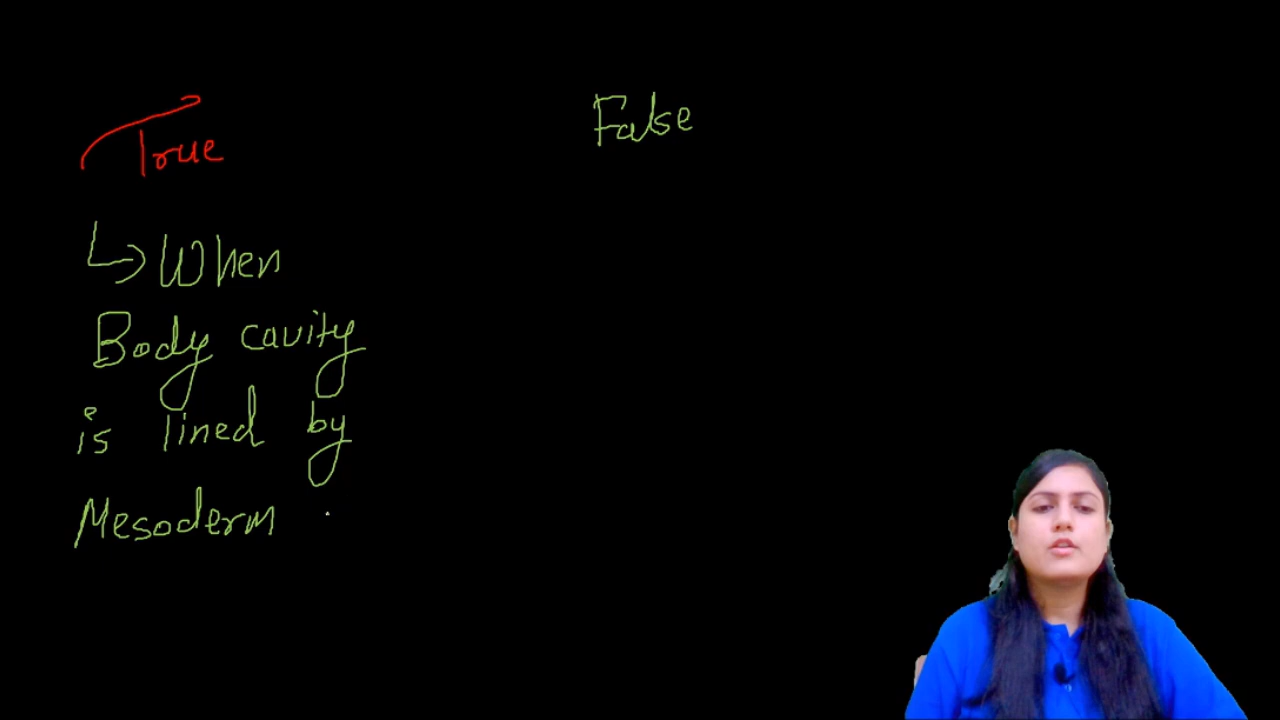 True
False
↳ When
Body cavity
is lined by
Mesoderm .